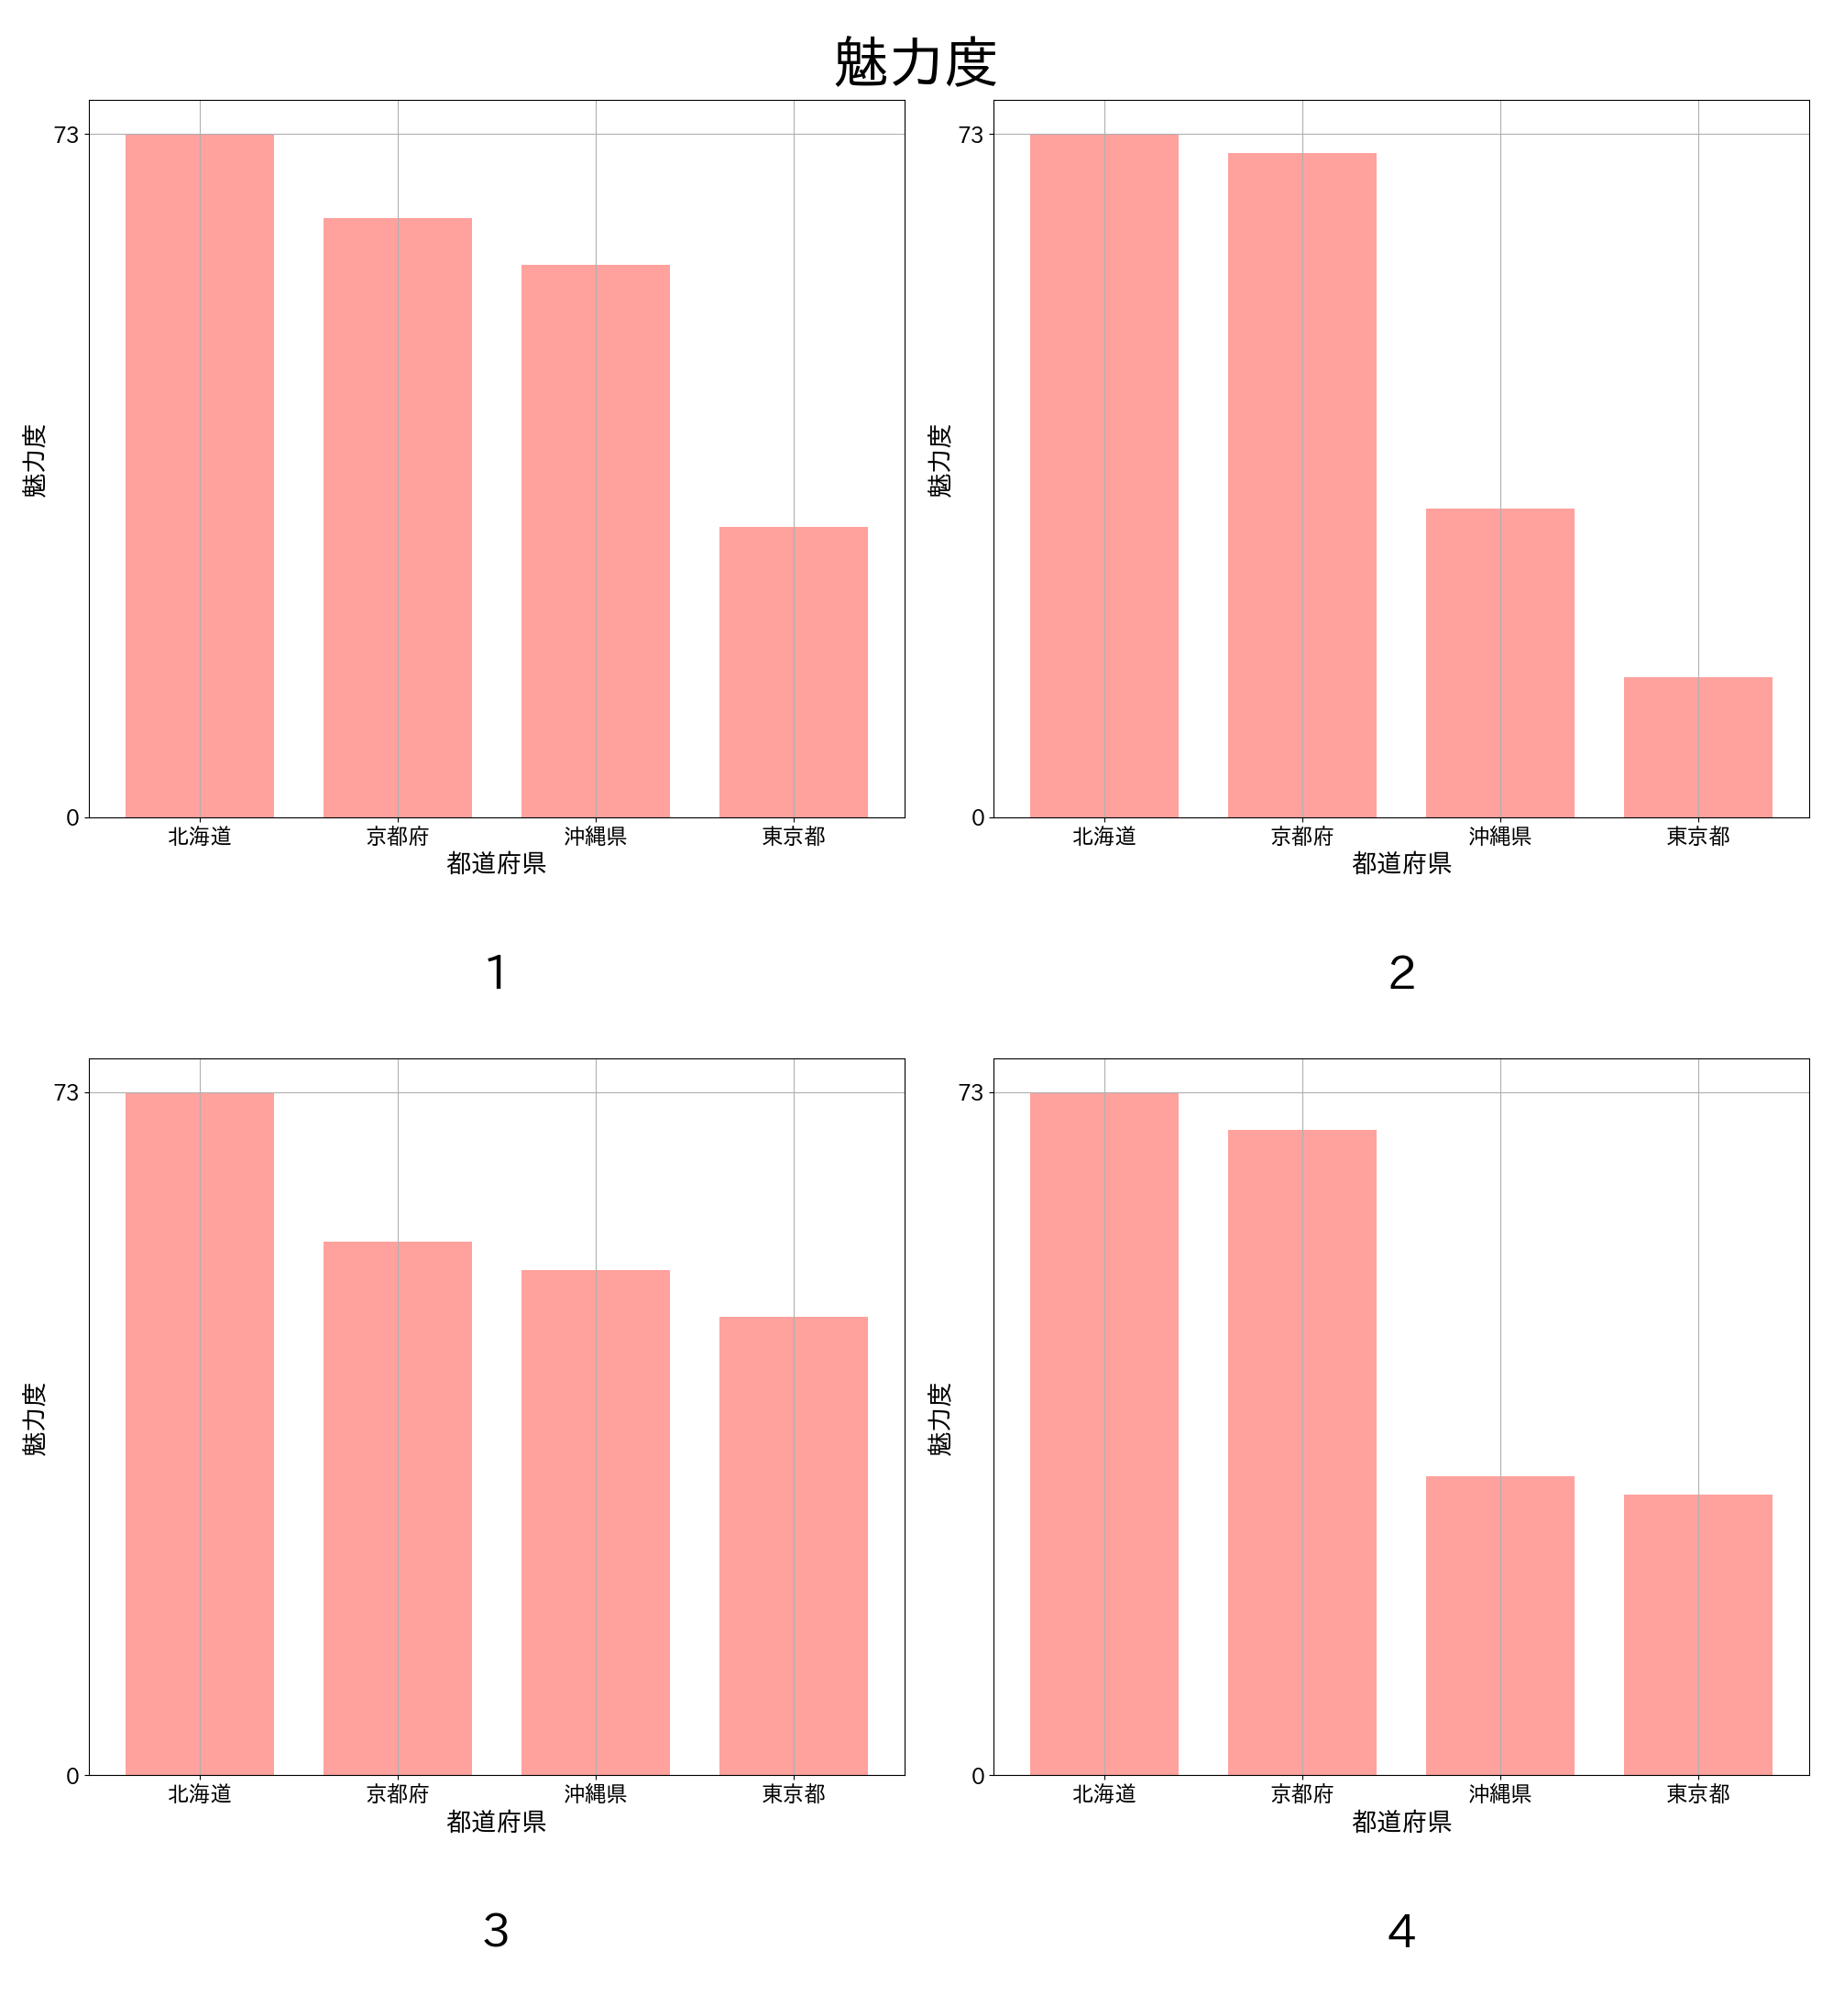 魅力度
73
魅力度
0
北海道 京都府 沖縄県 東京都
都道府県
1
73
魅力度
0
北海道 京都府 沖縄県 東京都
都道府県
2
73
魅力度
0
北海道 京都府 沖縄県 東京都
都道府県
3
73
魅力度
0
北海道 京都府 沖縄県 東京都
都道府県
4